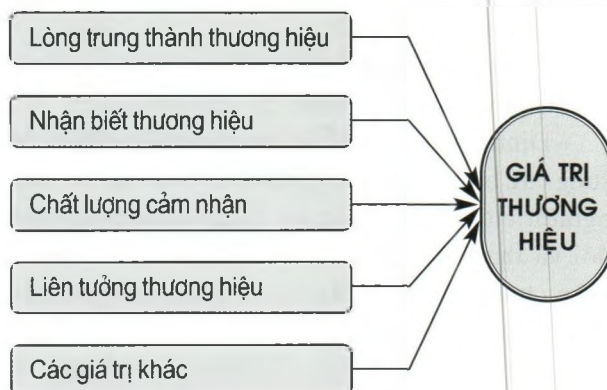 Lòng trung thành thương hiệu
Nhận biết thương hiệu
Chất lượng cảm nhận
Liên tưởng thương hiệu
Các giá trị khác
GIÁ TRỊ
THƯƠNG
HIỆU